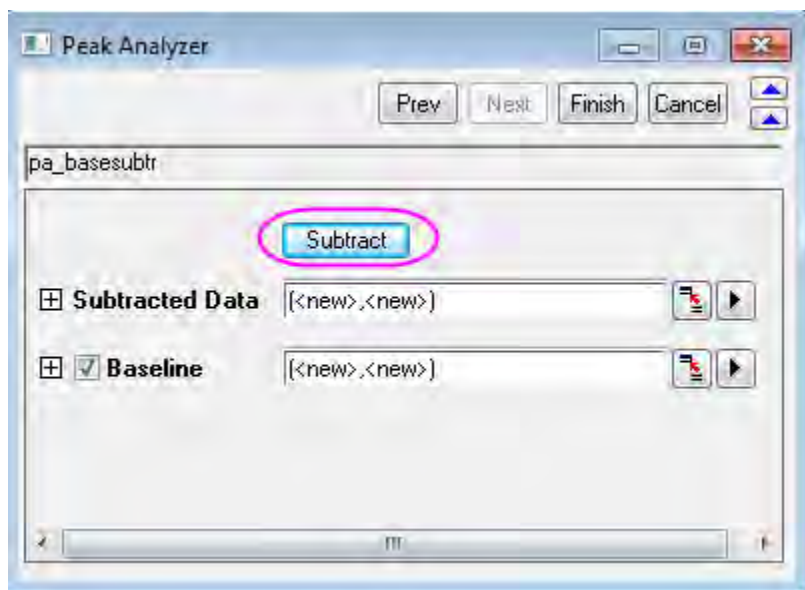 Peak Analyzer
Prev Next Finish Cancel
pa_basesubtr
Subtract
Subtracted Data (<new>,<new>)
Baseline (<new>,<new>)